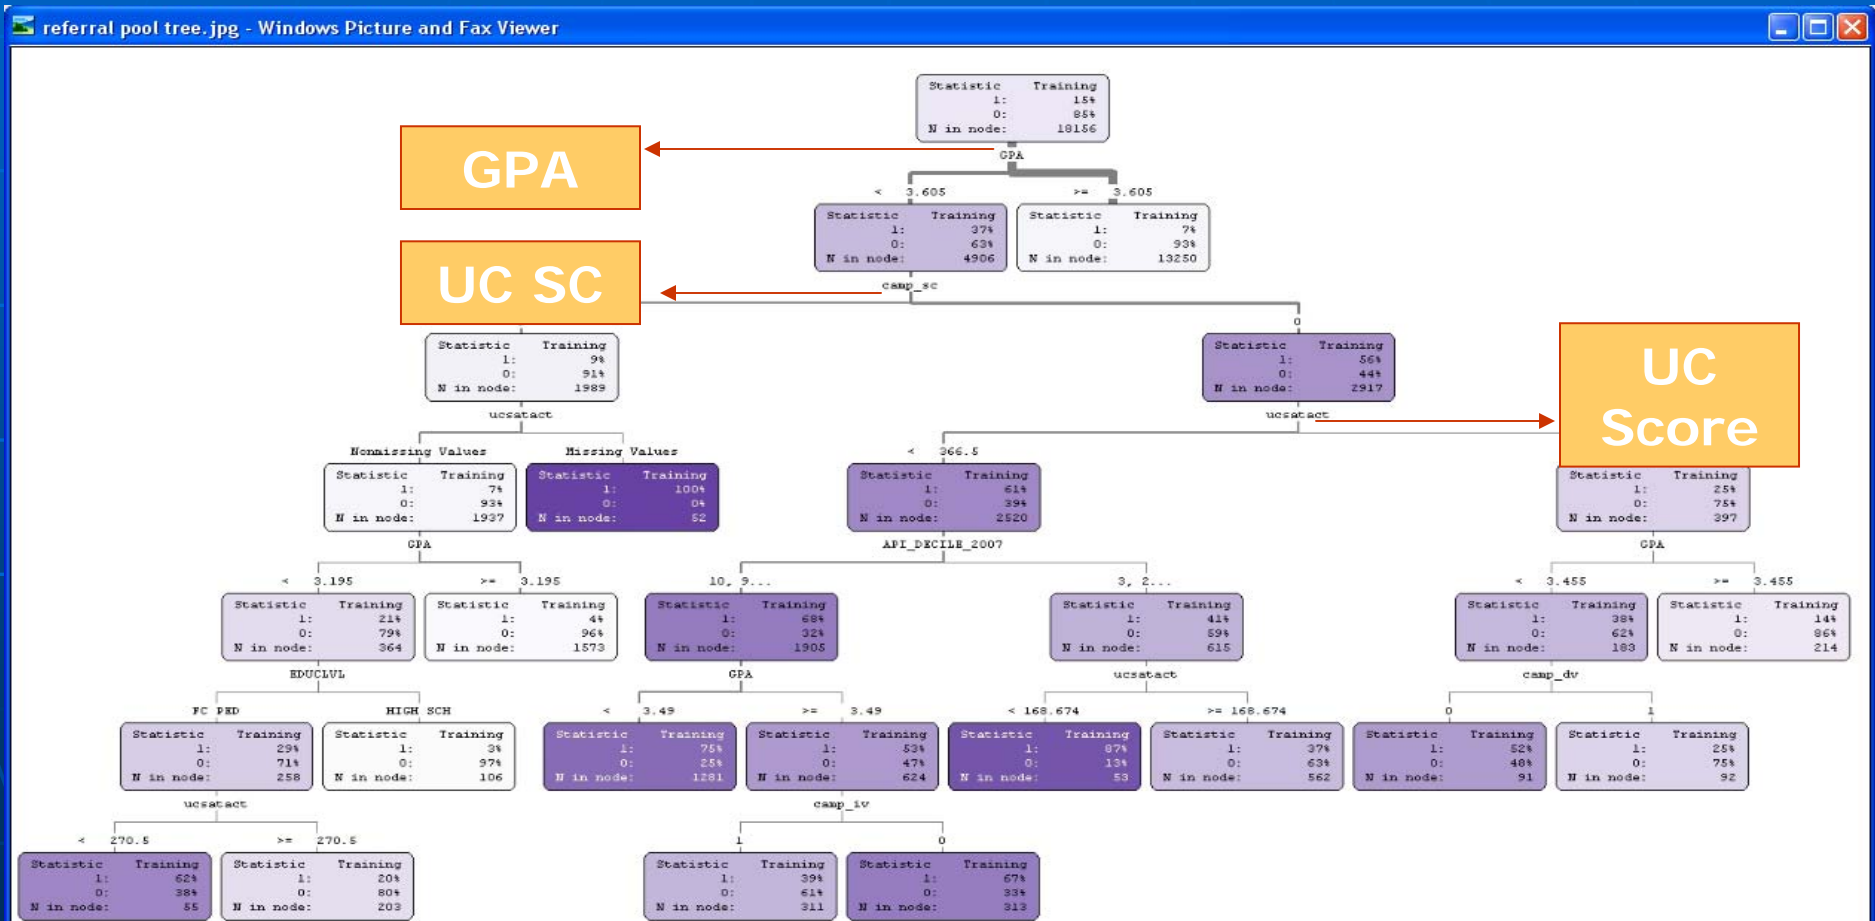 referral pool tree.jpg - Windows Picture and Fax Viewer
Statistic Training
1: 15%
0: 85%
N in node: 18156
GPA
GPA
< 3.605
>= 3.605
Statistic Training
1: 37%
0: 63%
N in node: 4906
Statistic Training
1: 7%
0: 93%
N in node: 13250
UC SC
camp_sc
0
Statistic Training
1: 9%
0: 91%
N in node: 1989
Statistic Training
1: 56%
0: 44%
N in node: 2917
UC
Score
ucsatact
ucsatact
Nonmissing Values
Missing Values
< 366.5
Statistic Training
1: 7%
0: 93%
N in node: 1937
Statistic Training
1: 100%
0: 0%
N in node: 52
Statistic Training
1: 61%
0: 39%
N in node: 2520
Statistic Training
1: 25%
0: 75%
N in node: 397
GPA
API_DECILE_2007
GPA
< 3.195
>= 3.195
10, 9...
3, 2...
< 3.455
>= 3.455
Statistic Training
1: 21%
0: 79%
N in node: 364
Statistic Training
1: 4%
0: 96%
N in node: 1573
Statistic Training
1: 68%
0: 32%
N in node: 1905
Statistic Training
1: 41%
0: 59%
N in node: 615
Statistic Training
1: 38%
0: 62%
N in node: 183
Statistic Training
1: 14%
0: 86%
N in node: 214
EDUCLVL
GPA
ucsatact
camp_dv
FC PED
HIGH SCH
< 3.49
>= 3.49
< 168.674
>= 168.674
0
1
Statistic Training
1: 29%
0: 71%
N in node: 258
Statistic Training
1: 3%
0: 97%
N in node: 106
Statistic Training
1: 75%
0: 25%
N in node: 1281
Statistic Training
1: 53%
0: 47%
N in node: 624
Statistic Training
1: 87%
0: 13%
N in node: 53
Statistic Training
1: 37%
0: 63%
N in node: 562
Statistic Training
1: 52%
0: 48%
N in node: 91
Statistic Training
1: 25%
0: 75%
N in node: 92
ucsatact
camp_iv
< 270.5
>= 270.5
1
0
Statistic Training
1: 62%
0: 38%
N in node: 55
Statistic Training
1: 20%
0: 80%
N in node: 203
Statistic Training
1: 39%
0: 61%
N in node: 311
Statistic Training
1: 67%
0: 33%
N in node: 313